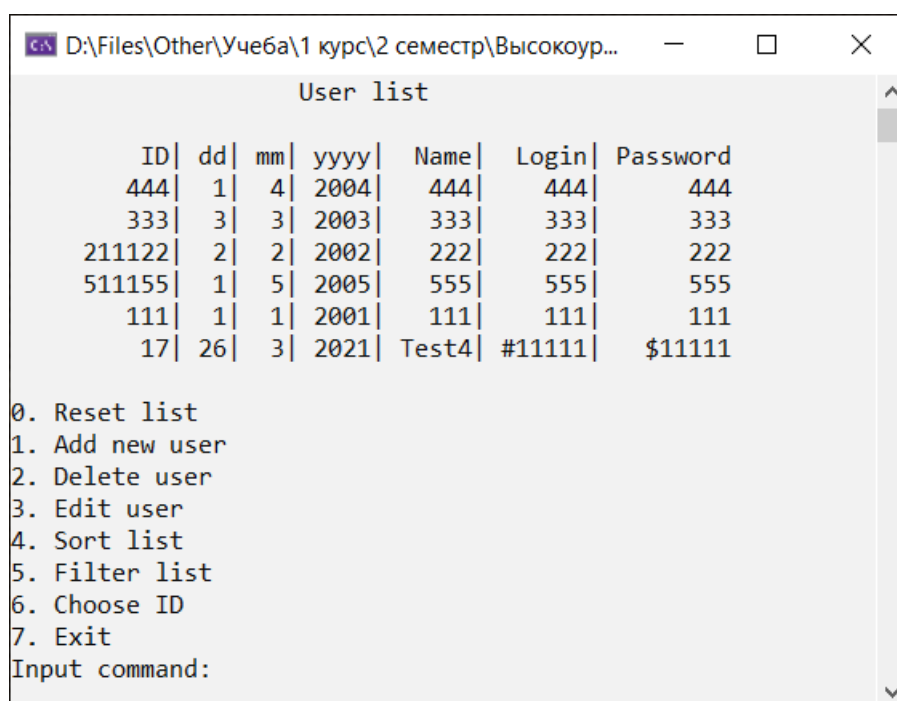 D:\Files\Other\Учеба\1 курс\2 семестр\Высокоур...
User list
ID| dd| mm| yyyy| Name| Login| Password
444| 1| 4| 2004| 444| 444| 444
333| 3| 3| 2003| 333| 333| 333
211122| 2| 2| 2002| 222| 222| 222
511155| 1| 5| 2005| 555| 555| 555
111| 1| 1| 2001| 111| 111| 111
17| 26| 3| 2021| Test4| #11111| $11111
0. Reset list
1. Add new user
2. Delete user
3. Edit user
4. Sort list
5. Filter list
6. Choose ID
7. Exit
Input command: